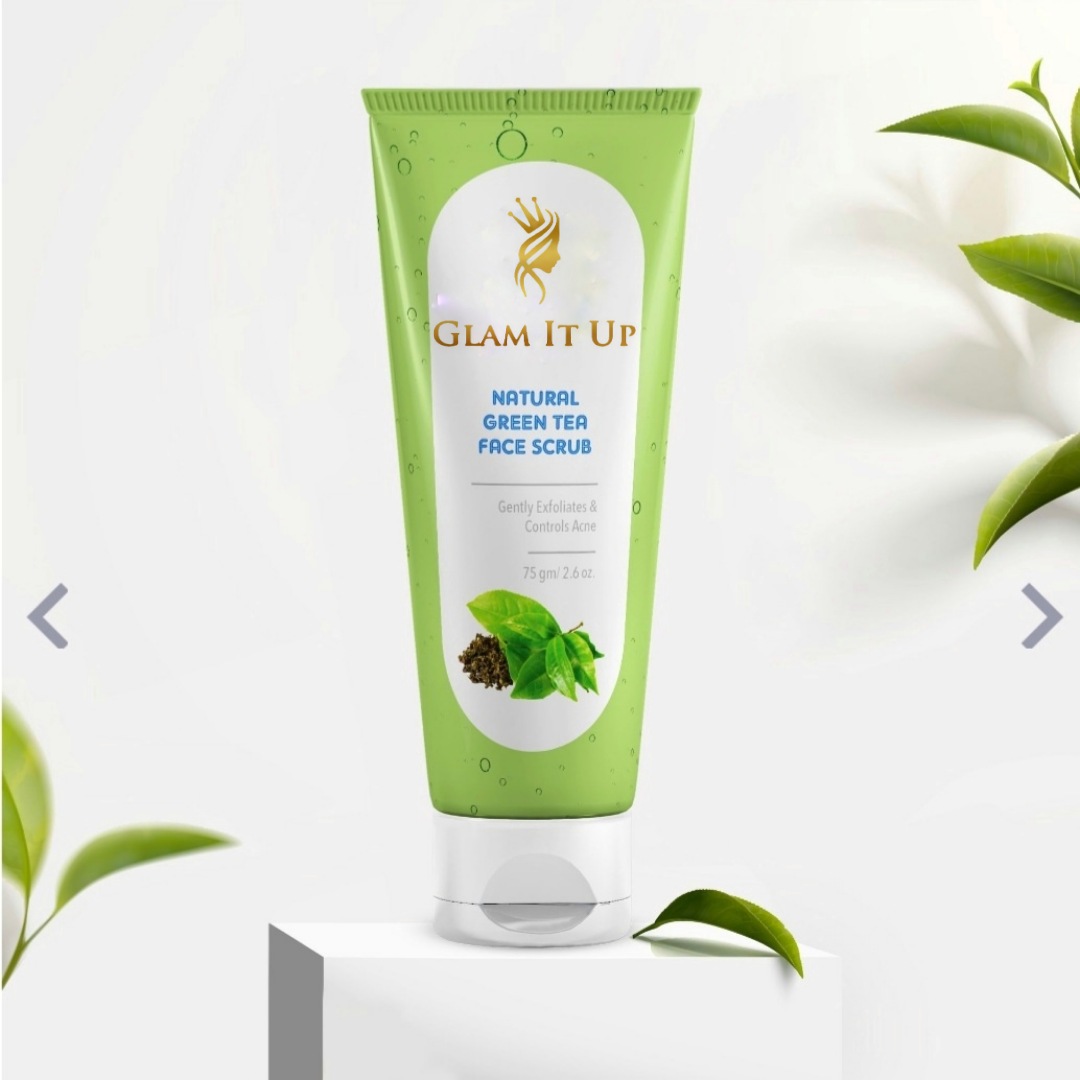 GLAM IT UP
NATURAL
GREEN TEA
FACE SCRUB
Gently Exfoliates &
Controls Acne
75 gm/ 2.6 oz.